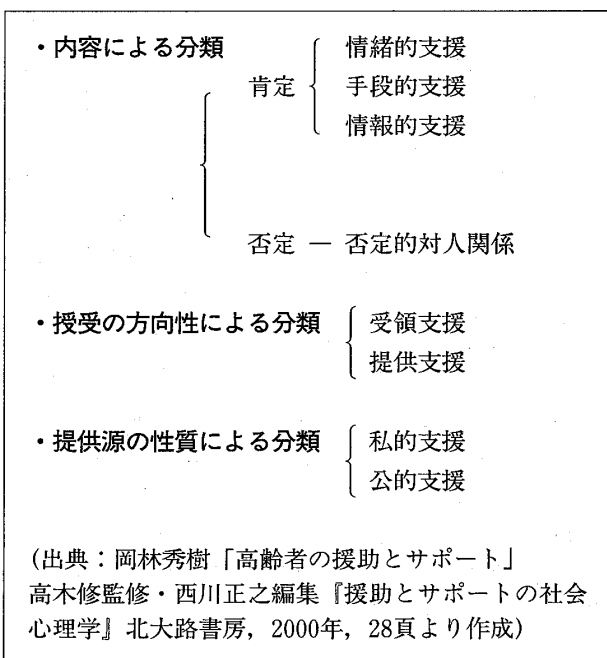 ・内容による分類
情緒的支援
肯定
手段的支援
情報的支援
否定 ― 否定的対人関係
・授受の方向性による分類
受領支援
提供支援
・提供源の性質による分類
私的支援
公的支援
(出典：岡林秀樹「高齢者の援助とサポート」
高木修監修・西川正之編集『援助とサポートの社会
心理学』北大路書房，2000年，28頁より作成)